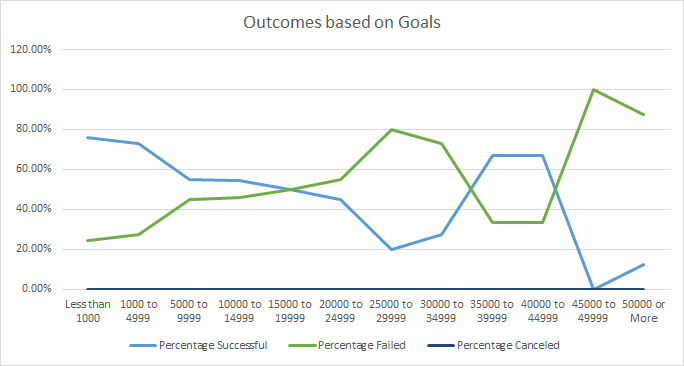 Outcomes based on Goals
120.00%
100.00%
80.00%
60.00%
40.00%
20.00%
0.00%
Less than 1000
1000 to 4999
5000 to 9999
10000 to 14999
15000 to 19999
20000 to 24999
25000 to 29999
30000 to 34999
35000 to 39999
40000 to 44999
45000 to 49999
50000 or More
Percentage Successful
Percentage Failed
Percentage Canceled